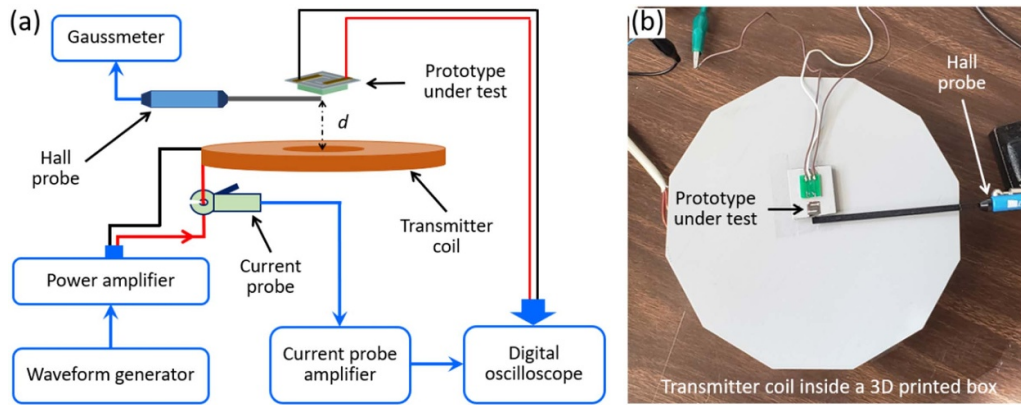 (a)
Gaussmeter
Prototype
under test
d
Hall
probe
Transmitter
coil
Current
probe
Power amplifier
Waveform generator
Current probe
amplifier
Digital
oscilloscope
(b)
Hall
probe
Prototype
under test
Transmitter coil inside a 3D printed box